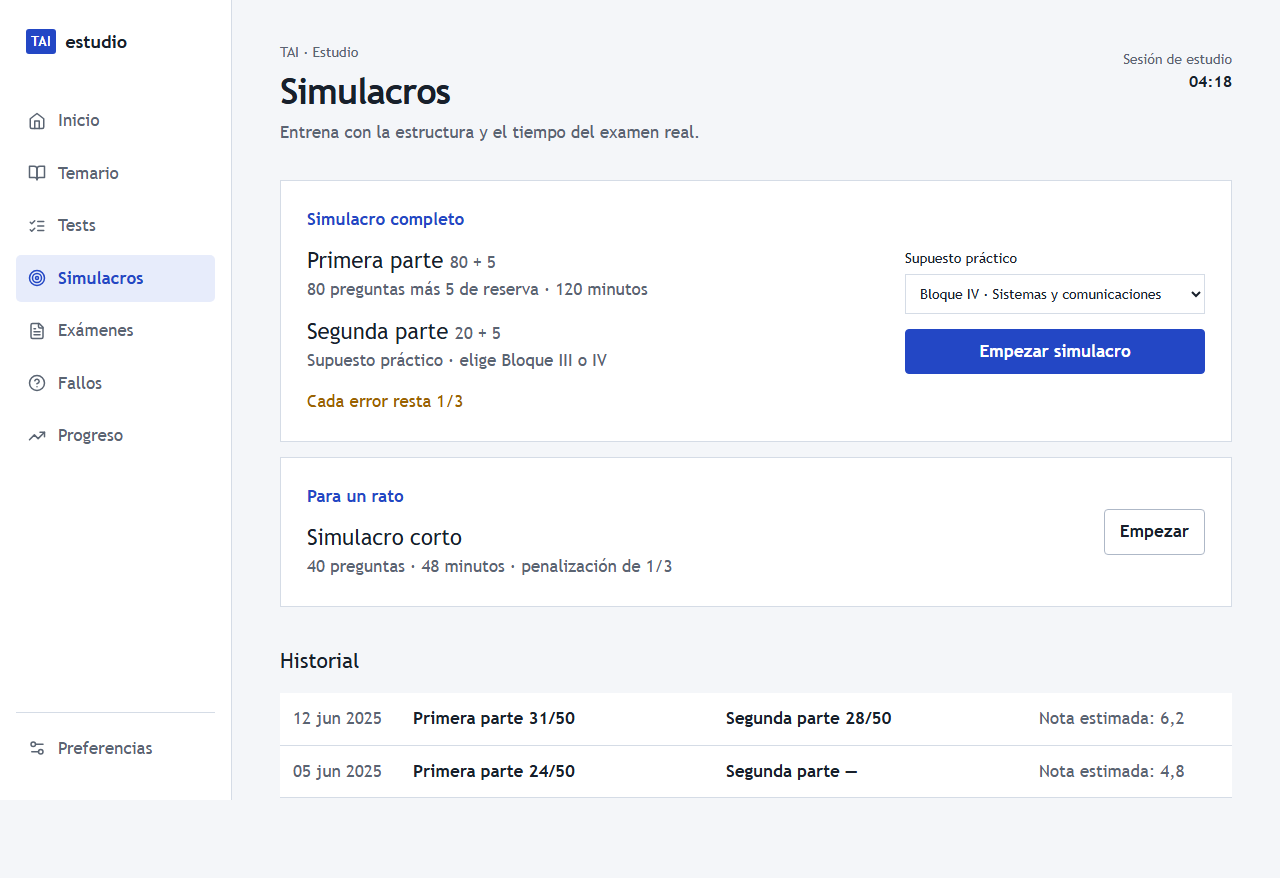 TAI estudio
Inicio
Temario
Tests
Simulacros
Exámenes
Fallos
Progreso
Preferencias
TAI · Estudio
Simulacros
Entrena con la estructura y el tiempo del examen real.
Sesión de estudio
04:18
Simulacro completo
Primera parte 80 + 5
80 preguntas más 5 de reserva · 120 minutos
Segunda parte 20 + 5
Supuesto práctico · elige Bloque III o IV
Cada error resta 1/3
Supuesto práctico
Bloque IV · Sistemas y comunicaciones
Empezar simulacro
Para un rato
Simulacro corto
40 preguntas · 48 minutos · penalización de 1/3
Empezar
Historial
12 jun 2025 Primera parte 31/50 Segunda parte 28/50 Nota estimada: 6,2
05 jun 2025 Primera parte 24/50 Segunda parte — Nota estimada: 4,8